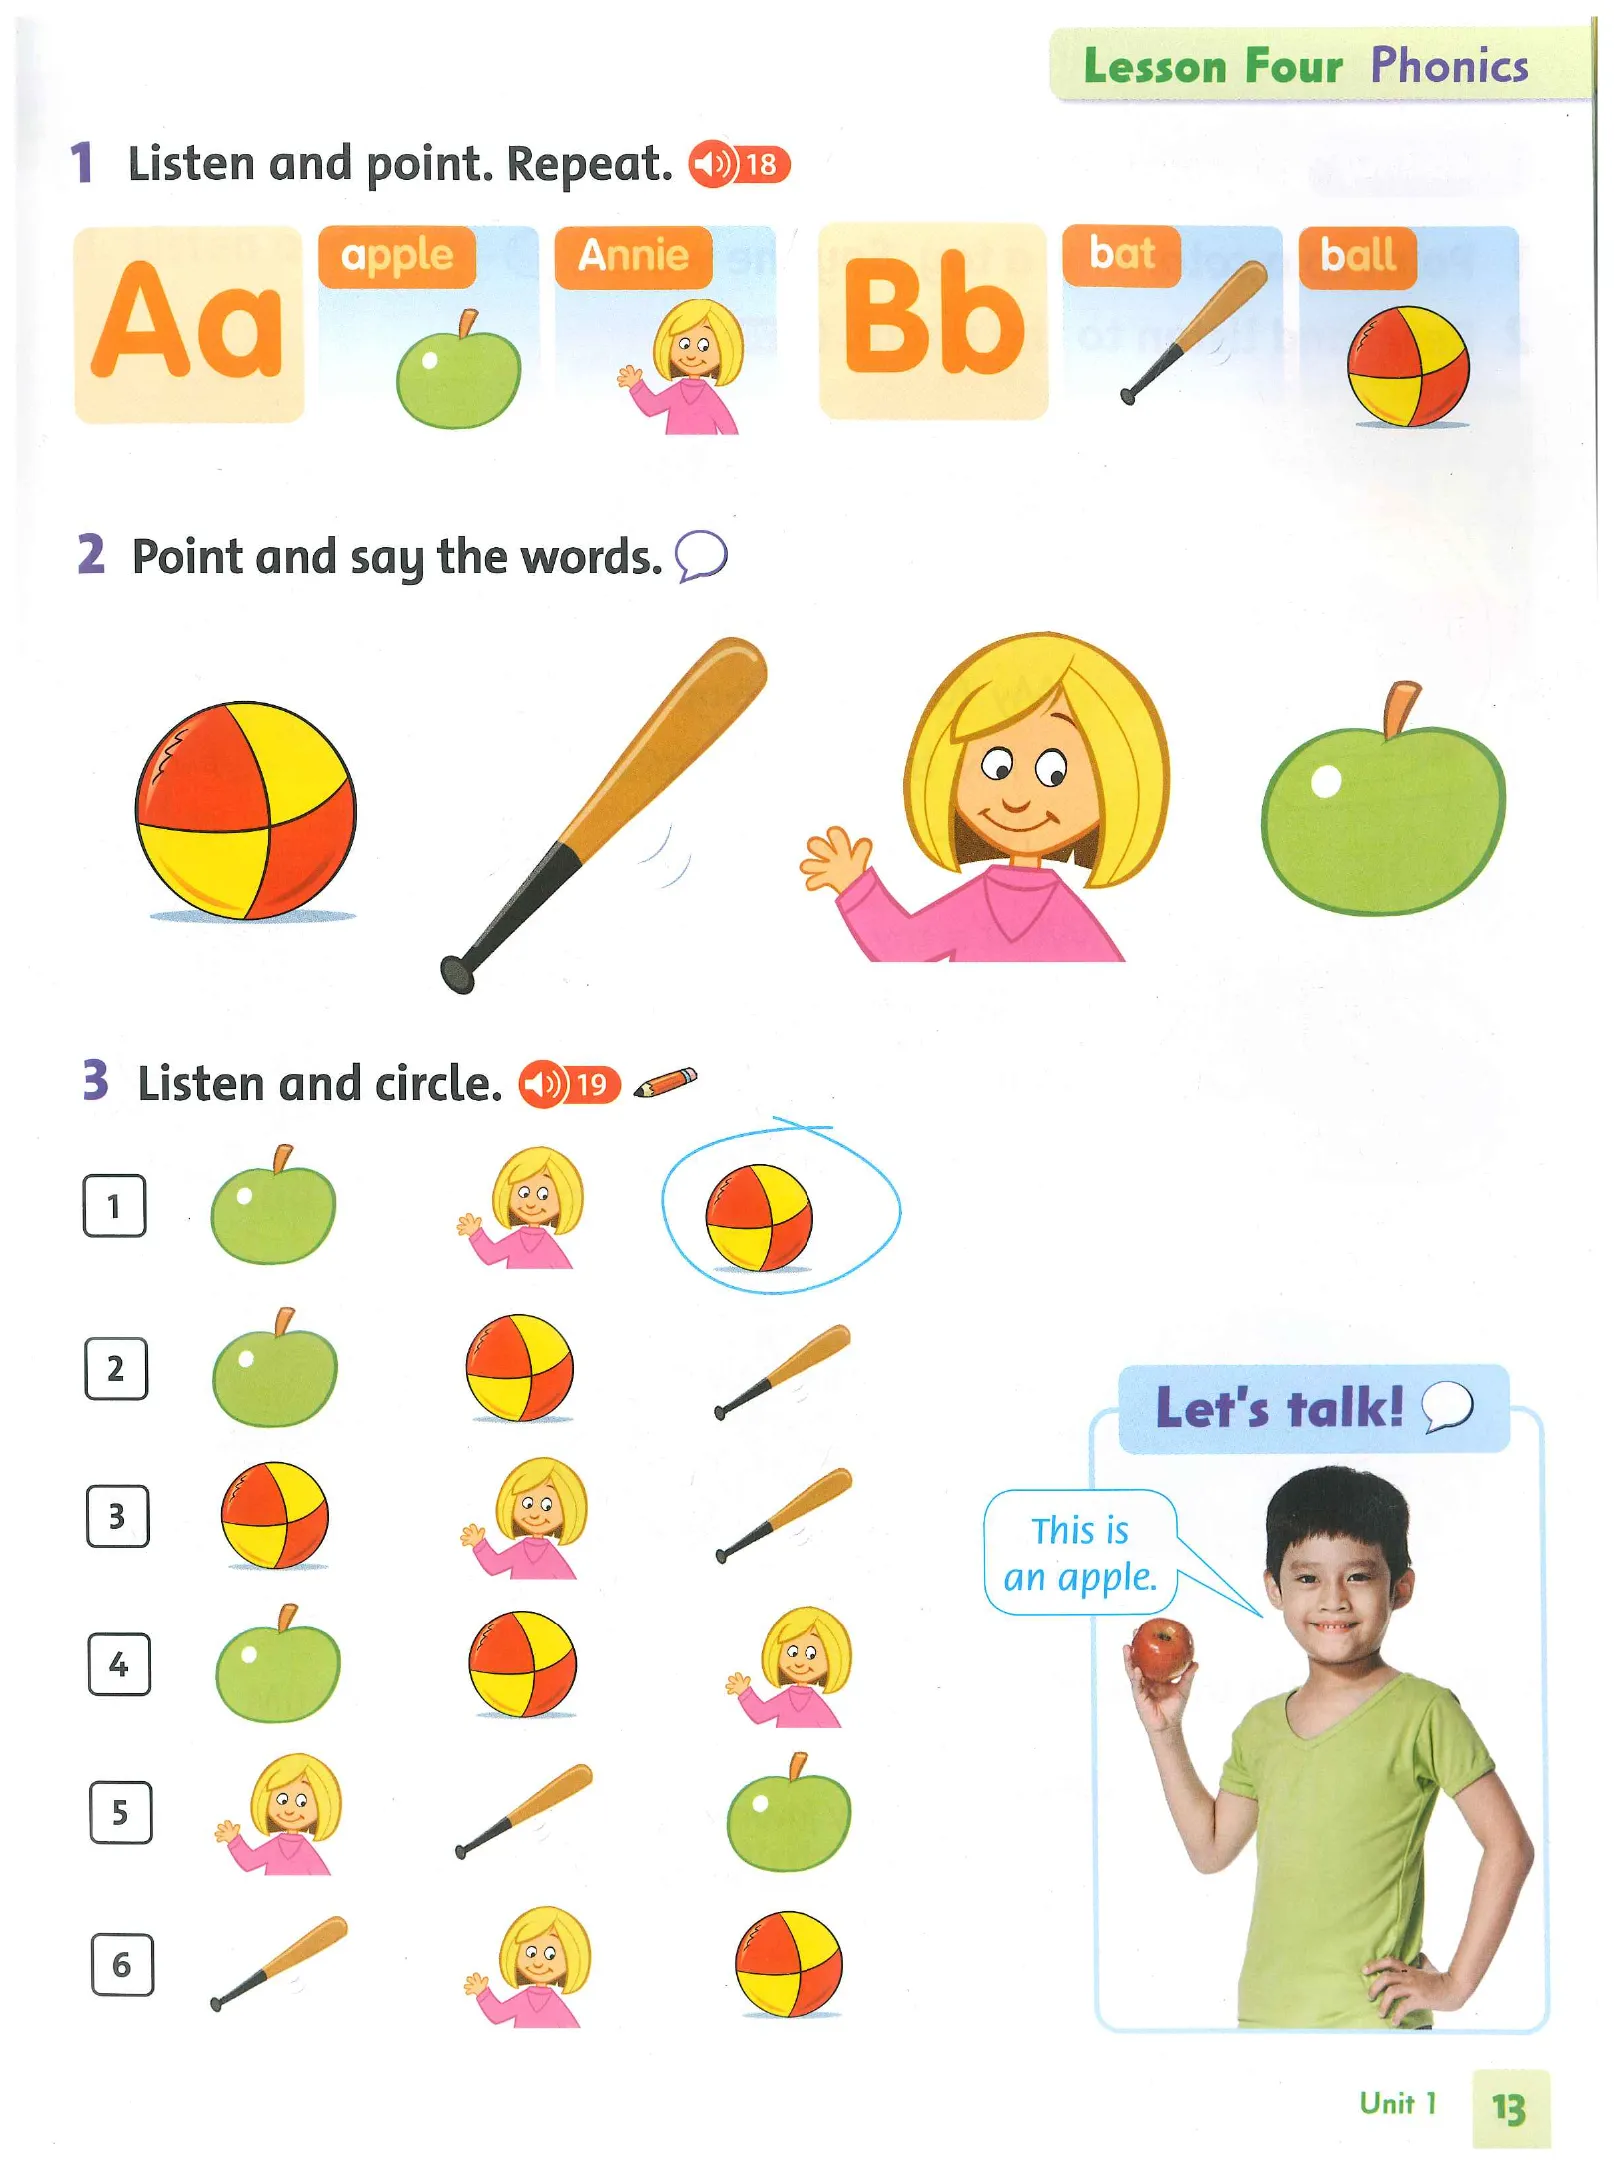 Lesson Four Phonics
1 Listen and point. Repeat. 18
Aa apple Annie Bb bat ball
2 Point and say the words.
3 Listen and circle. 19
1
2
3
4
5
6
Let's talk!
This is
an apple.
Unit 1 13